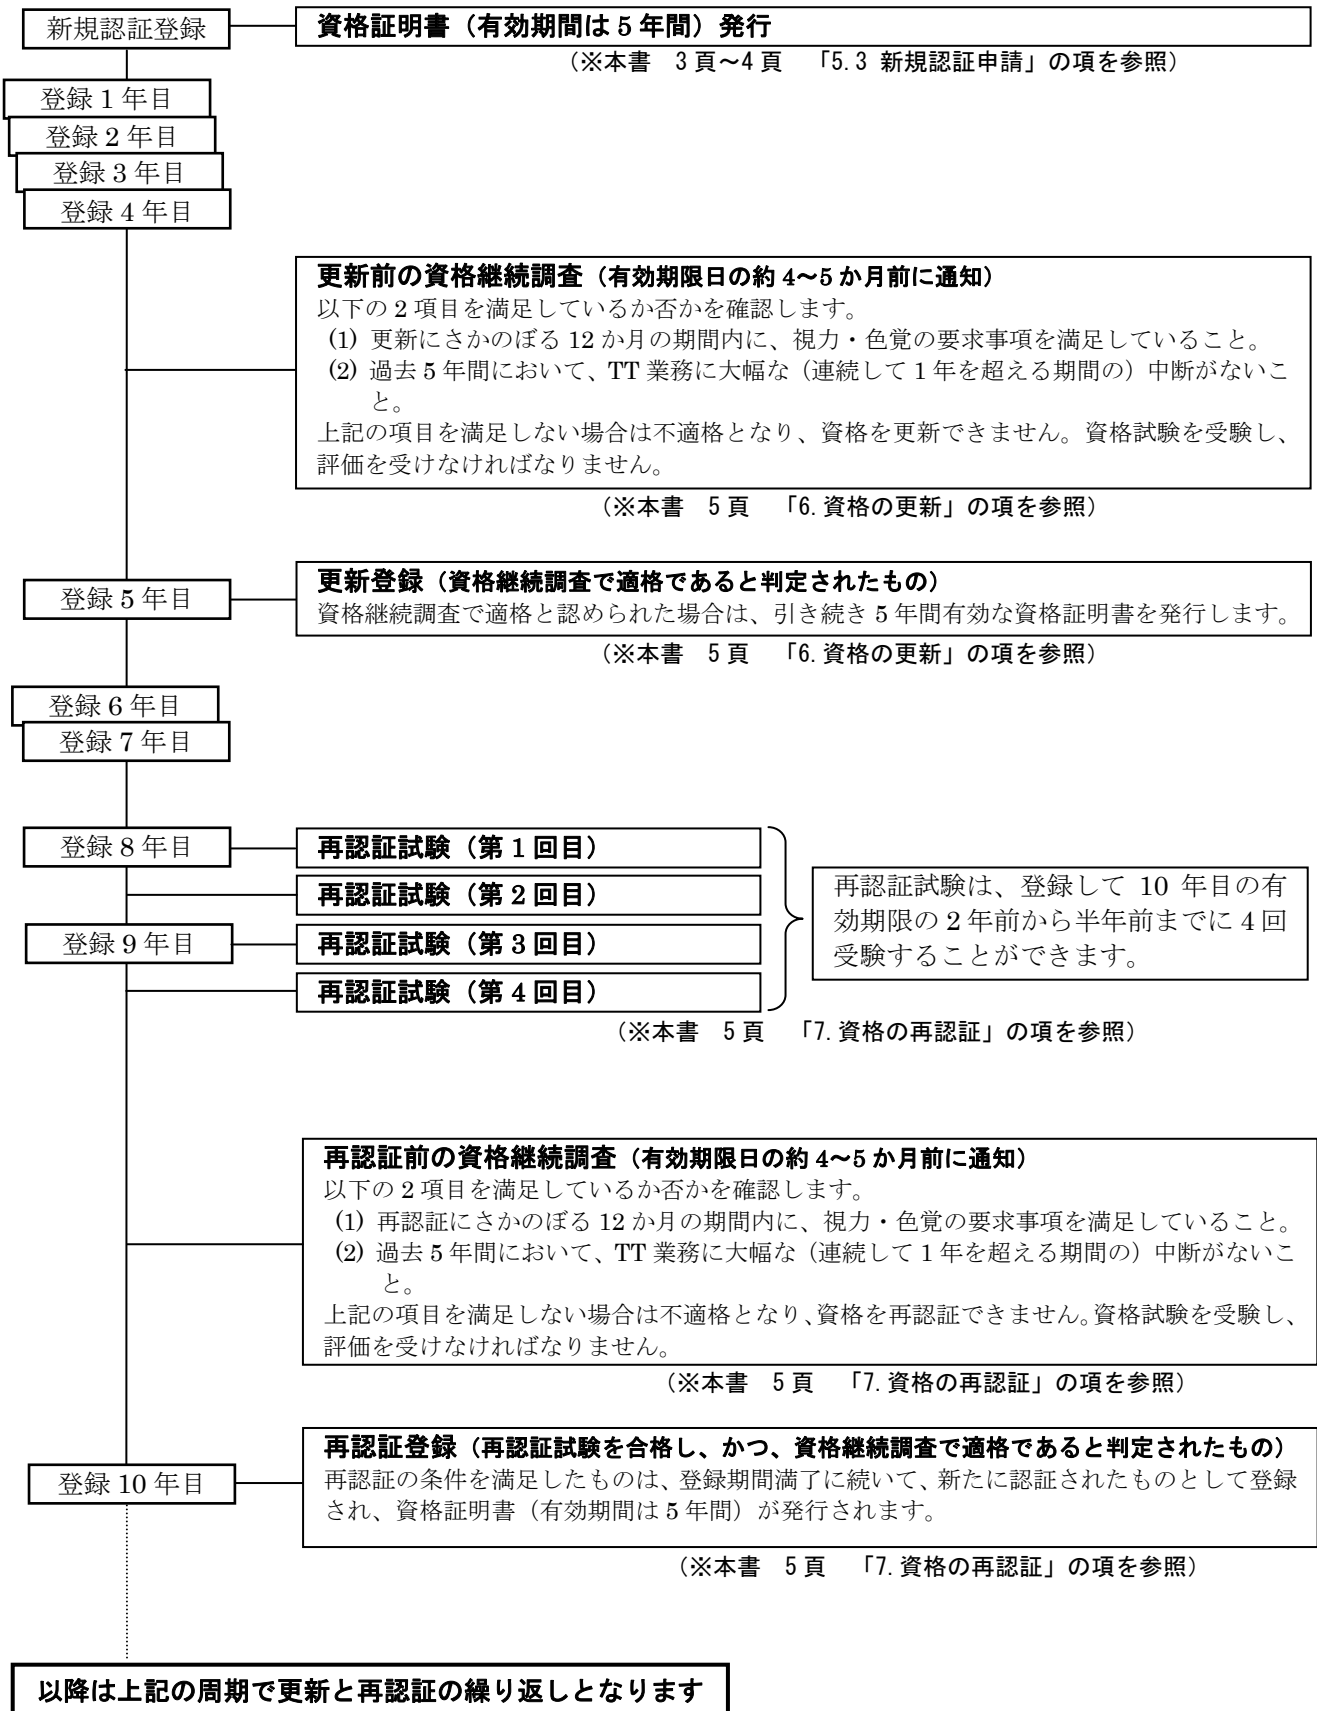 新規認証登録
資格証明書（有効期間は 5 年間）発行
（※本書　3 頁～4 頁　「5.3 新規認証申請」の項を参照）
登録 1 年目
登録 2 年目
登録 3 年目
登録 4 年目
更新前の資格継続調査（有効期限日の約 4～5 か月前に通知）
以下の 2 項目を満足しているか否かを確認します。
(1) 更新にさかのぼる 12 か月の期間内に、視力・色覚の要求事項を満足していること。
(2) 過去 5 年間において、TT 業務に大幅な（連続して 1 年を超える期間の）中断がないこ
と。
上記の項目を満足しない場合は不適格となり、資格を更新できません。資格試験を受験し、
評価を受けなければなりません。
（※本書　5 頁　「6. 資格の更新」の項を参照）
登録 5 年目
更新登録（資格継続調査で適格であると判定されたもの）
資格継続調査で適格と認められた場合は、引き続き 5 年間有効な資格証明書を発行します。
（※本書　5 頁　「6. 資格の更新」の項を参照）
登録 6 年目
登録 7 年目
登録 8 年目
再認証試験（第 1 回目）
再認証試験（第 2 回目）
登録 9 年目
再認証試験（第 3 回目）
再認証試験（第 4 回目）
再認証試験は、登録して 10 年目の有
効期限の 2 年前から半年前までに 4 回
受験することができます。
（※本書　5 頁　「7. 資格の再認証」の項を参照）
再認証前の資格継続調査（有効期限日の約 4～5 か月前に通知）
以下の 2 項目を満足しているか否かを確認します。
(1) 再認証にさかのぼる 12 か月の期間内に、視力・色覚の要求事項を満足していること。
(2) 過去 5 年間において、TT 業務に大幅な（連続して 1 年を超える期間の）中断がないこ
と。
上記の項目を満足しない場合は不適格となり、資格を再認証できません。資格試験を受験し、
評価を受けなければなりません。
（※本書　5 頁　「7. 資格の再認証」の項を参照）
登録 10 年目
再認証登録（再認証試験を合格し、かつ、資格継続調査で適格であると判定されたもの）
再認証の条件を満足したものは、登録期間満了に続いて、新たに認証されたものとして登録
され、資格証明書（有効期間は 5 年間）が発行されます。
（※本書　5 頁　「7. 資格の再認証」の項を参照）
以降は上記の周期で更新と再認証の繰り返しとなります